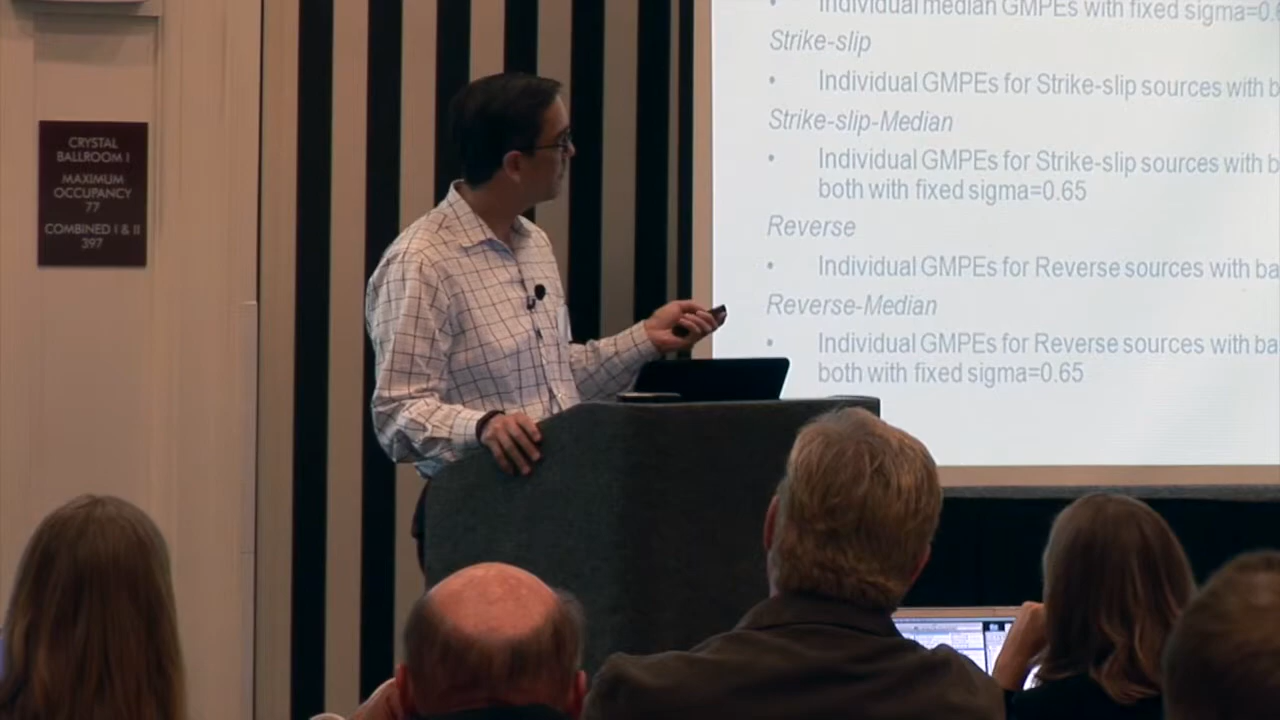 CRYSTAL
BALLROOM I
MAXIMUM
OCCUPANCY
77
COMBINED I & II
397
Individual median GMPEs with fixed sigma=0.6
Strike-slip
• Individual GMPEs for Strike-slip sources with b
Strike-slip-Median
• Individual GMPEs for Strike-slip sources with b
both with fixed sigma=0.65
Reverse
• Individual GMPEs for Reverse sources with ba
Reverse-Median
• Individual GMPEs for Reverse sources with ba
both with fixed sigma=0.65